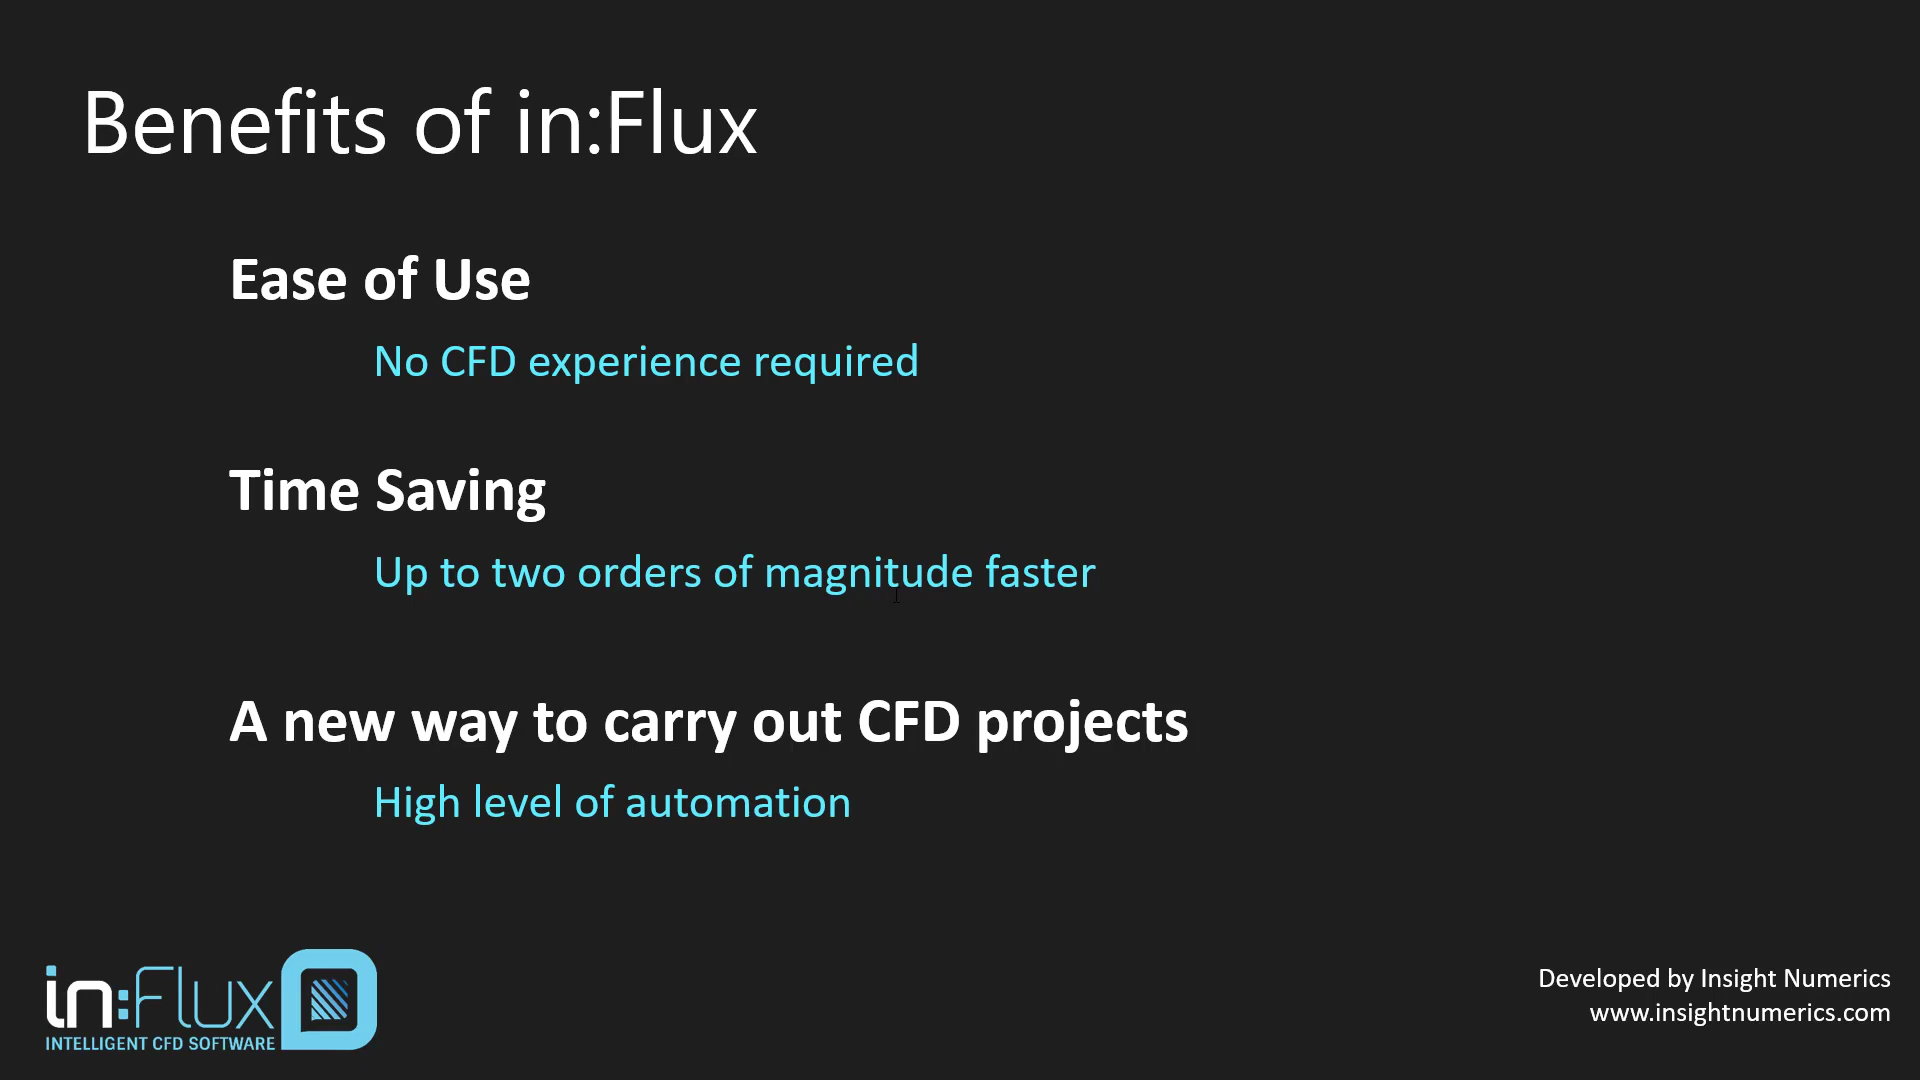 Benefits of in:Flux
Ease of Use
No CFD experience required
Time Saving
Up to two orders of magnitude faster
A new way to carry out CFD projects
High level of automation
in:Flux
INTELLIGENT CFD SOFTWARE
Developed by Insight Numerics
www.insightnumerics.com